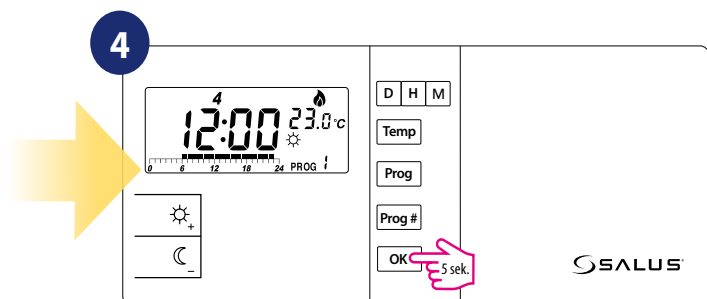 4
4
12:00
23.0°C
0 6 12 18 24 PROG 1
+
−
D H M
Temp
Prog
Prog #
OK
5 sek.
SALUS